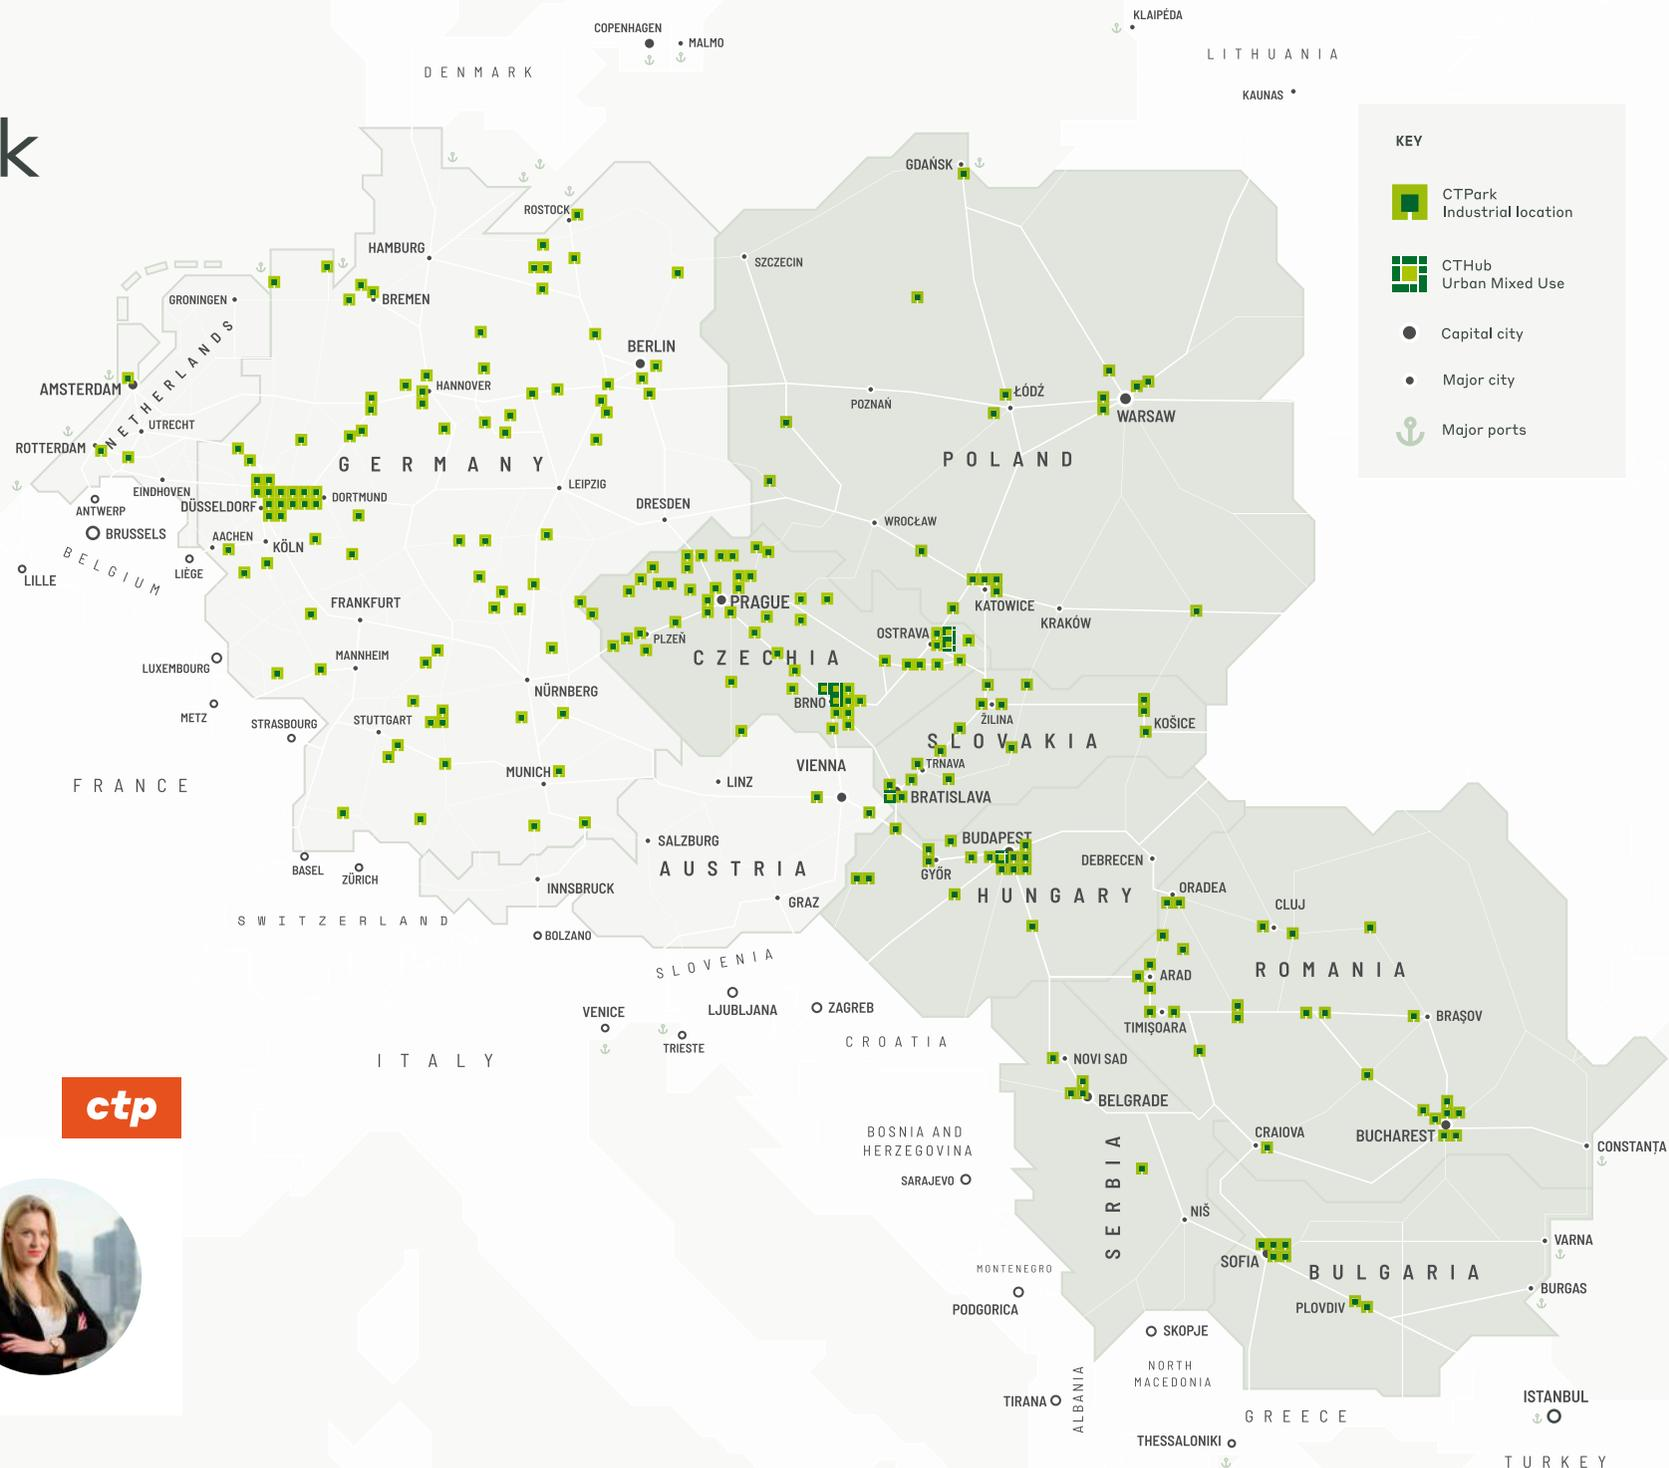 COPENHAGEN
MALMO
DENMARK
KLAIPĖDA
LITHUANIA
KAUNAS
k
KEY
CTPark
Industrial location
CTHub
Urban Mixed Use
Capital city
Major city
Major ports
GDAŃSK
ROSTOCK
HAMBURG
SZCZECIN
GRONINGEN
BREMEN
NETHERLANDS
BERLIN
AMSTERDAM
HANNOVER
ŁÓDŹ
POZNAŃ
WARSAW
UTRECHT
ROTTERDAM
GERMANY
POLAND
EINDHOVEN
LEIPZIG
DORTMUND
ANTWERP
DÜSSELDORF
DRESDEN
WROCŁAW
BRUSSELS
AACHEN
KÖLN
BELGIUM
LIÈGE
LILLE
FRANKFURT
PRAGUE
KATOWICE
KRAKÓW
OSTRAVA
PLZEŇ
CZECHIA
MANNHEIM
LUXEMBOURG
NÜRNBERG
BRNO
METZ
STRASBOURG
STUTTGART
ŽILINA
KOŠICE
SLOVAKIA
VIENNA
TRNAVA
MUNICH
LINZ
FRANCE
BRATISLAVA
SALZBURG
BUDAPEST
DEBRECEN
BASEL
ZÜRICH
AUSTRIA
GYŐR
INNSBRUCK
HUNGARY
ORADEA
GRAZ
CLUJ
SWITZERLAND
BOLZANO
SLOVENIA
ARAD
ROMANIA
VENICE
LJUBLJANA
ZAGREB
TIMIȘOARA
BRAȘOV
TRIESTE
CROATIA
ITALY
NOVI SAD
ctp
BELGRADE
BOSNIA AND
HERZEGOVINA
CRAIOVA
BUCHAREST
CONSTANȚA
SARAJEVO
SERBIA
NIŠ
VARNA
SOFIA
MONTENEGRO
BULGARIA
BURGAS
PODGORICA
PLOVDIV
SKOPJE
NORTH
MACEDONIA
TIRANA
ALBANIA
ISTANBUL
GREECE
THESSALONIKI
TURKEY